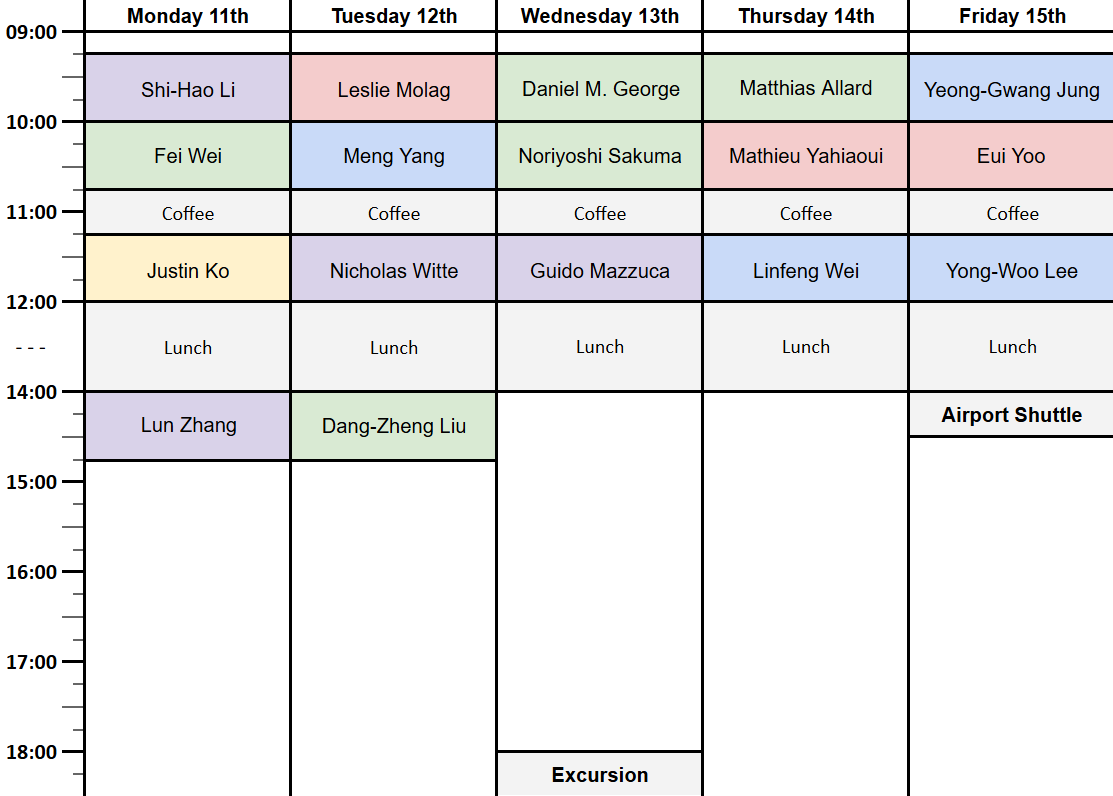 Monday 11th Tuesday 12th Wednesday 13th Thursday 14th Friday 15th
09:00
Shi-Hao Li Leslie Molag Daniel M. George Matthias Allard Yeong-Gwang Jung
10:00
Fei Wei Meng Yang Noriyoshi Sakuma Mathieu Yahiaoui Eui Yoo
11:00 Coffee Coffee Coffee Coffee Coffee
Justin Ko Nicholas Witte Guido Mazzuca Linfeng Wei Yong-Woo Lee
12:00
- - - Lunch Lunch Lunch Lunch Lunch
14:00
Airport Shuttle
Lun Zhang Dang-Zheng Liu
15:00
16:00
17:00
18:00
Excursion